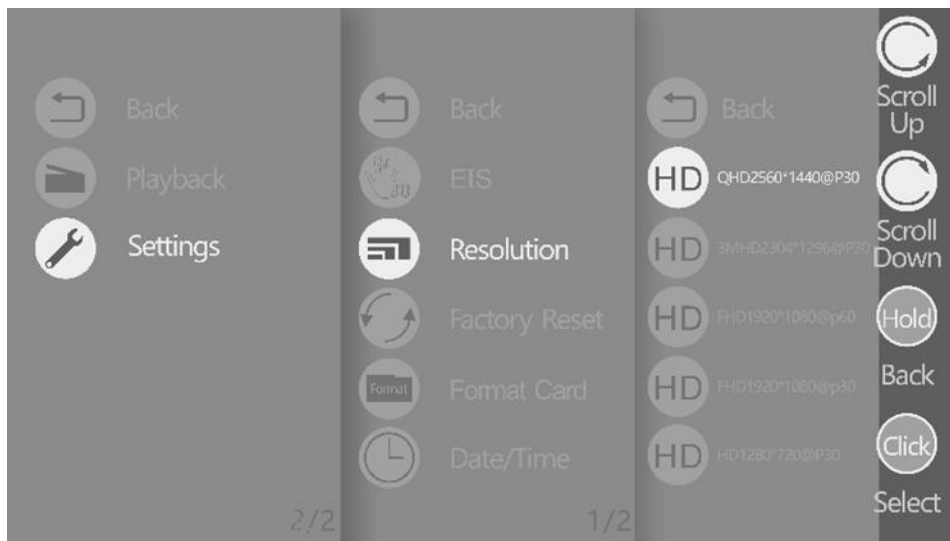 Back
Playback
Settings
2/2
Back
EIS
Resolution
Factory Reset
Format
Format Card
Date/Time
1/2
Back
HD QHD2560*1440@P30
HD 3MHD2304*1296@P30
HD FHD1920*1080@p60
HD FHD1920*1080@p30
HD HD1280*720@P30
Scroll
Up
Scroll
Down
Hold
Back
Click
Select